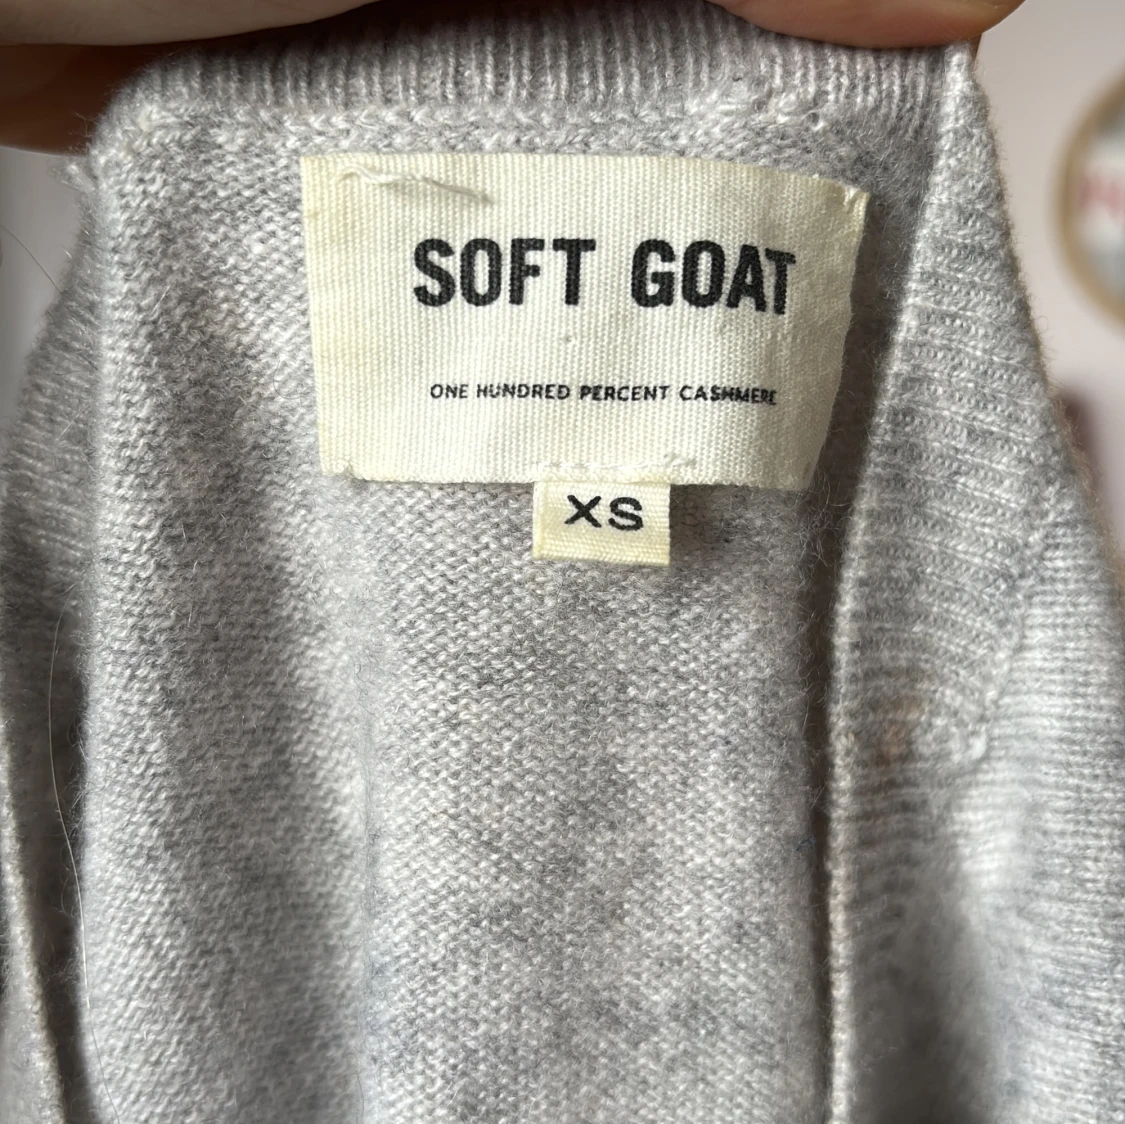 SOFT GOAT
ONE HUNDRED PERCENT CASHMERE
XS